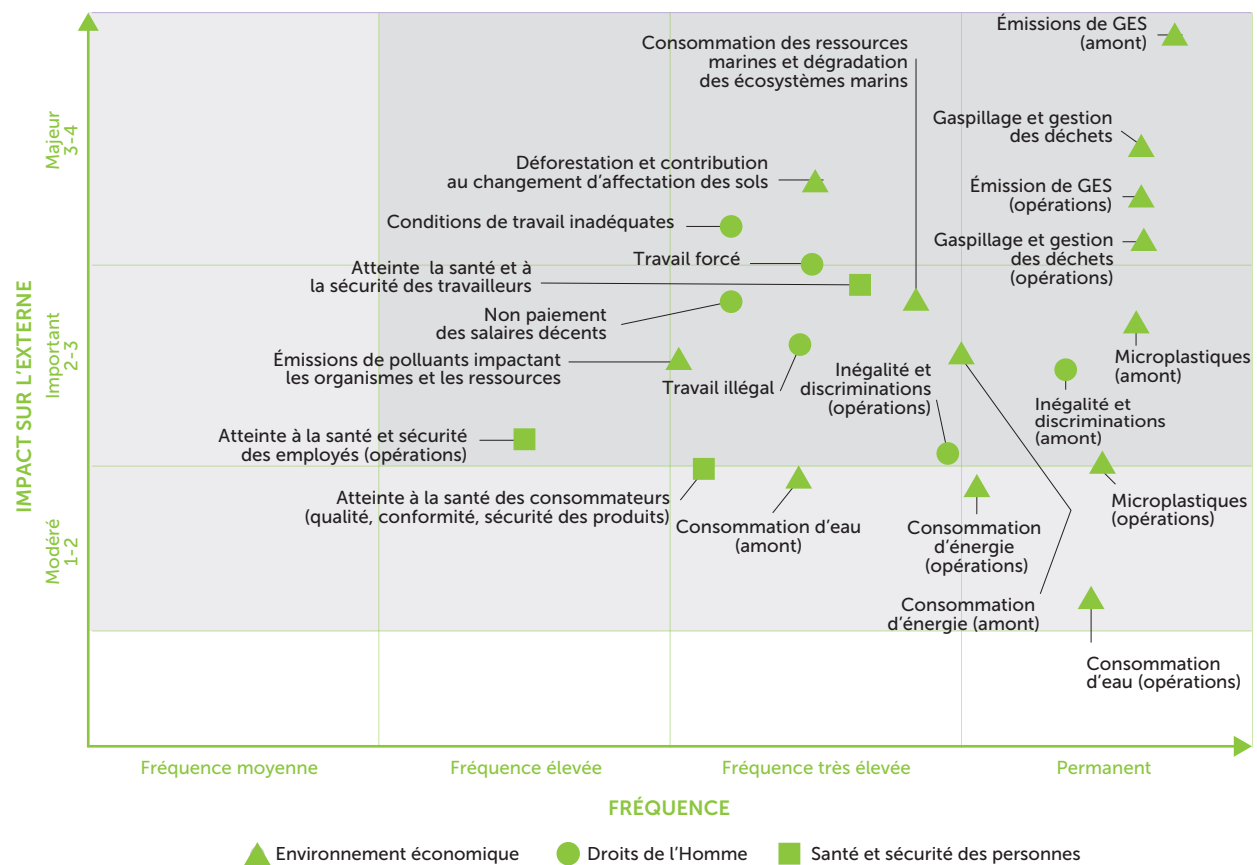 Émissions de GES
(amont)
Consommation des ressources
marines et dégradation
des écosystèmes marins
Gaspillage et gestion
des déchets
Déforestation et contribution
au changement d’affectation des sols
Émission de GES
(opérations)
Conditions de travail inadéquates
Gaspillage et gestion
des déchets
(opérations)
Travail forcé
Atteinte la santé et à
la sécurité des travailleurs
Non paiement
des salaires décents
Émissions de polluants impactant
les organismes et les ressources
Travail illégal
Inégalité et
discriminations
(opérations)
Microplastiques
(amont)
Inégalité et
discriminations
(amont)
Atteinte à la santé et sécurité
des employés (opérations)
Atteinte à la santé des consommateurs
(qualité, conformité, sécurité des produits)
Consommation d’eau
(amont)
Consommation
d’énergie
(opérations)
Microplastiques
(opérations)
Consommation
d’énergie (amont)
Consommation
d’eau (opérations)
IMPACT SUR L’EXTERNE
Majeur
3-4
Important
2-3
Modéré
1-2
Fréquence moyenne
Fréquence élevée
Fréquence très élevée
Permanent
FRÉQUENCE
Environnement économique
Droits de l’Homme
Santé et sécurité des personnes